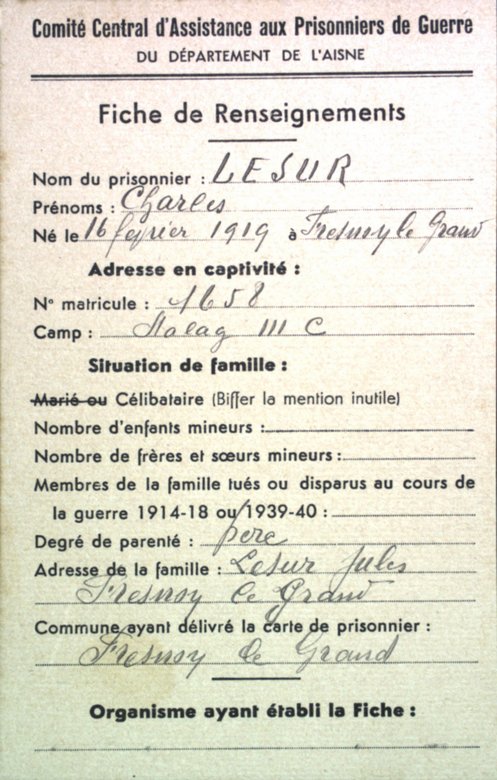 Comité Central d'Assistance aux Prisonniers de Guerre
DU DÉPARTEMENT DE L'AISNE
Fiche de Renseignements
Nom du prisonnier : LESUR
Prénoms : Charles
Né le 16 février 1919 à Fresnoy le Grand
Adresse en captivité :
N° matricule : 1658
Camp : Stalag III C
Situation de famille :
Marié ou Célibataire (Biffer la mention inutile)
Nombre d'enfants mineurs :
Nombre de frères et sœurs mineurs :
Membres de la famille tués ou disparus au cours de
la guerre 1914-18 ou 1939-40 :
Degré de parenté : père
Adresse de la famille : Lesur Jules
Fresnoy le Grand
Commune ayant délivré la carte de prisonnier :
Fresnoy le Grand
Organisme ayant établi la Fiche :